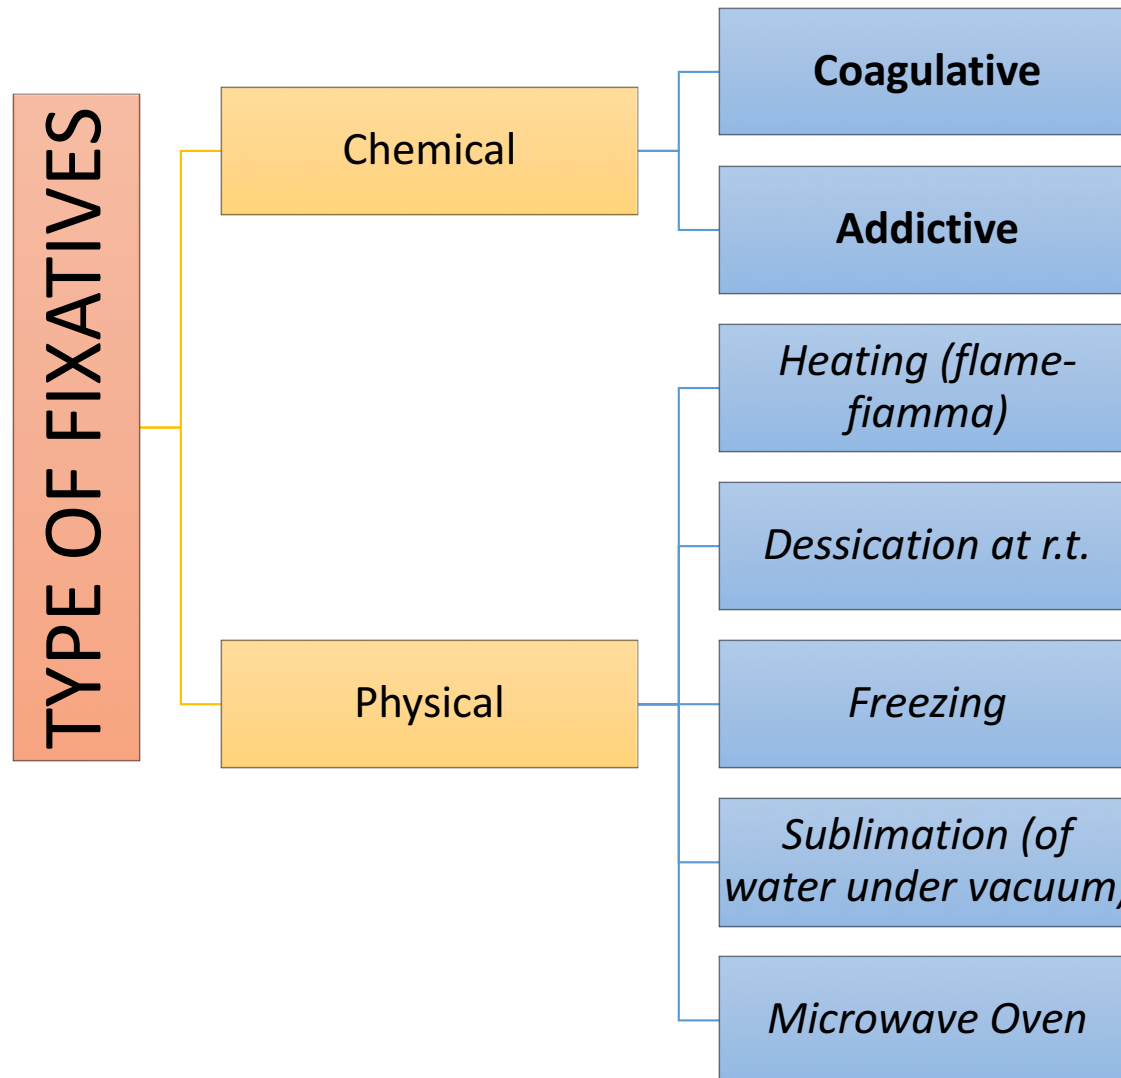 TYPE OF FIXATIVES
Chemical
Coagulative
Addictive
Physical
Heating (flame-
fiamma)
Dessication at r.t.
Freezing
Sublimation (of
water under vacuum)
Microwave Oven